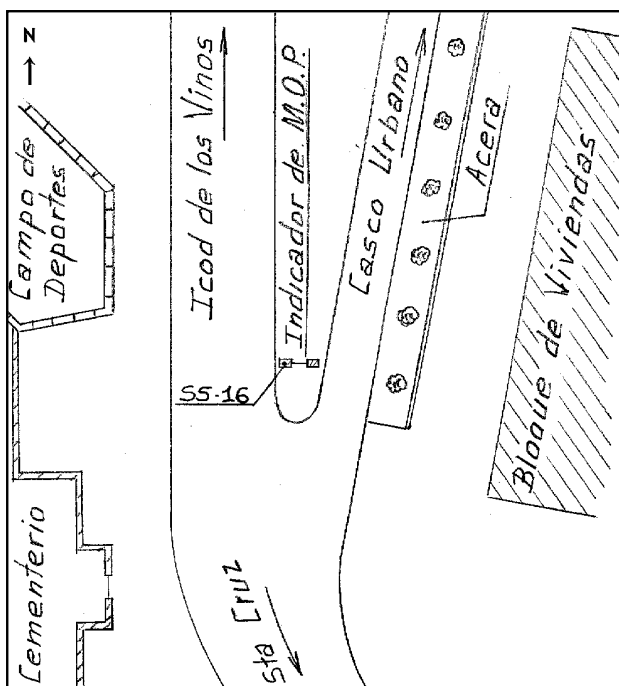 N
Campo de
Deportes
Icod de los Vinos
Indicador de M.O.P.
Casco Urbano
Acera
Bloque de Viviendas
S5-16
Cementerio
Sta Cruz